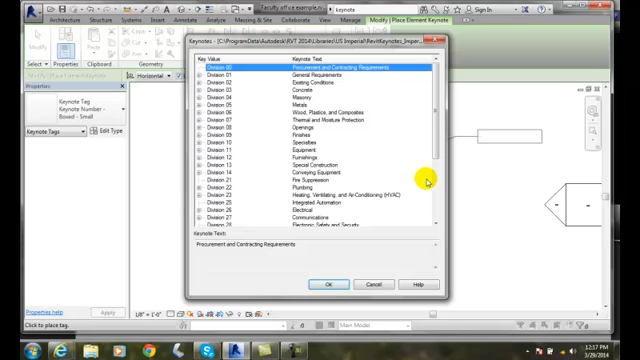 Faculty office example.rvt
keynote
Architecture Structure Systems Insert Annotate Analyze Massing & Site Collaborate View Manage Modify | Place Element Keynote
Modify
Select Properties
Modify | Place Element Keynote Horizontal
Properties
Keynote Tag
Keynote Number -
Boxed - Small
Keynote Tags Edit Type
Properties help Apply
Keynotes - [C:\ProgramData\Autodesk\RVT 2014\Libraries\US Imperial\RevitKeynotes_Imper...
Key Value Keynote Text
Division 00 Procurement and Contracting Requirements
Division 01 General Requirements
Division 02 Existing Conditions
Division 03 Concrete
Division 04 Masonry
Division 05 Metals
Division 06 Wood, Plastics, and Composites
Division 07 Thermal and Moisture Protection
Division 08 Openings
Division 09 Finishes
Division 10 Specialties
Division 11 Equipment
Division 12 Furnishings
Division 13 Special Construction
Division 14 Conveying Equipment
Division 21 Fire Suppression
Division 22 Plumbing
Division 23 Heating, Ventilating, and Air-Conditioning (HVAC)
Division 25 Integrated Automation
Division 26 Electrical
Division 27 Communications
Division 28 Electronic Safety and Security
Keynote Text:
Procurement and Contracting Requirements
OK Cancel Help
1/8" = 1'-0"
Click to place tag. :0 Main Model
12:17 PM
3/29/2014